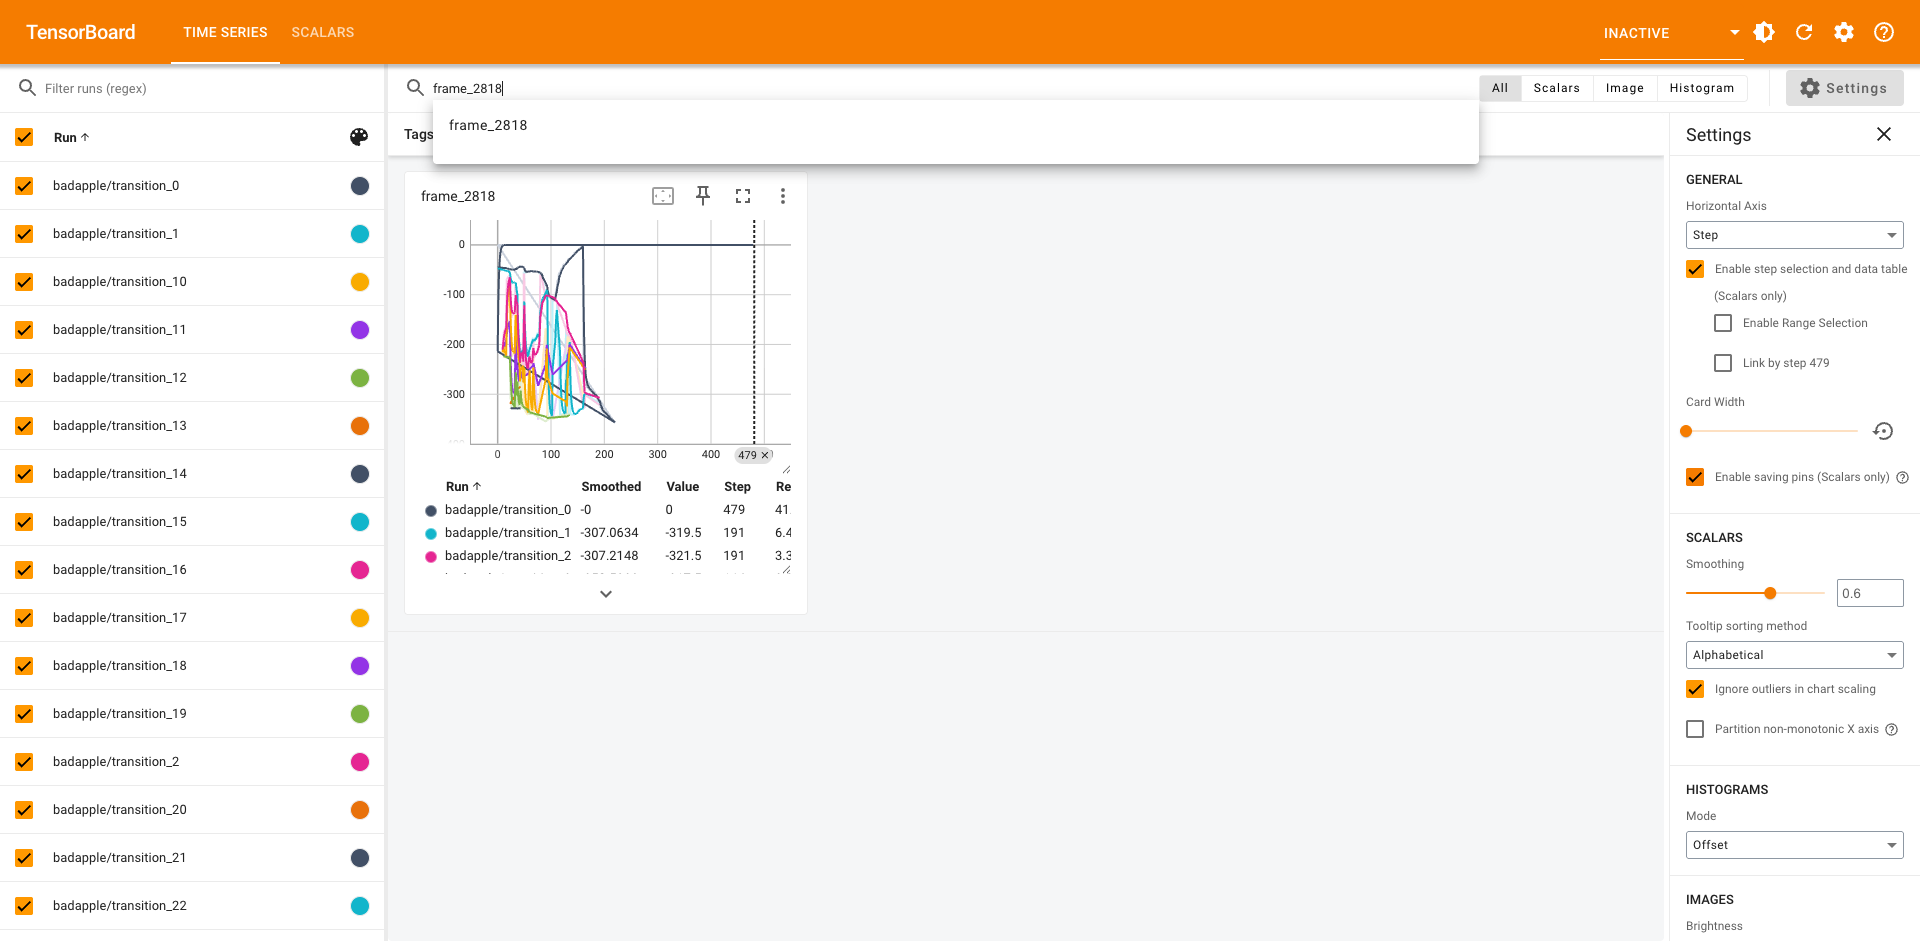 TensorBoard TIME SERIES SCALARS INACTIVE
Filter runs (regex)
frame_2818
All Scalars Image Histogram
Settings
frame_2818
Run
badapple/transition_0
badapple/transition_1
badapple/transition_10
badapple/transition_11
badapple/transition_12
badapple/transition_13
badapple/transition_14
badapple/transition_15
badapple/transition_16
badapple/transition_17
badapple/transition_18
badapple/transition_19
badapple/transition_2
badapple/transition_20
badapple/transition_21
badapple/transition_22
Tags
frame_2818
0
-100
-200
-300
0 100 200 300 400 479
Run Smoothed Value Step Re
badapple/transition_0 -0 0 479 41.
badapple/transition_1 -307.0634 -319.5 191 6.4
badapple/transition_2 -307.2148 -321.5 191 3.3
Settings
GENERAL
Horizontal Axis
Step
Enable step selection and data table
(Scalars only)
Enable Range Selection
Link by step 479
Card Width
Enable saving pins (Scalars only)
SCALARS
Smoothing
0.6
Tooltip sorting method
Alphabetical
Ignore outliers in chart scaling
Partition non-monotonic X axis
HISTOGRAMS
Mode
Offset
IMAGES
Brightness